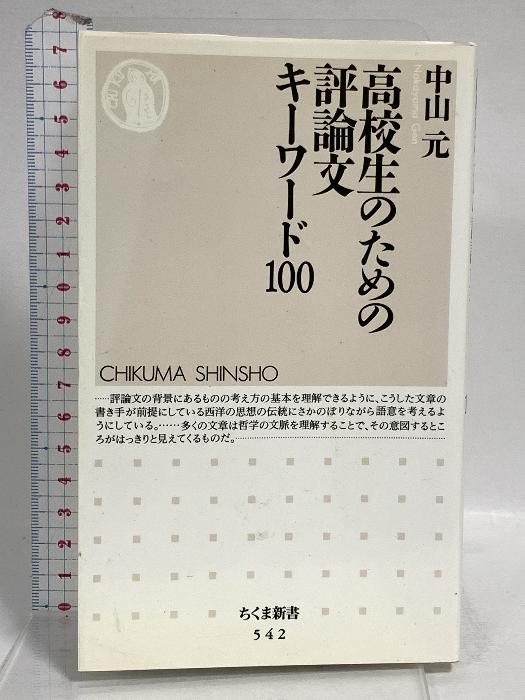 中山 元
Nakayama Gen
高校生のための
評論文
キーワード100
CHIKUMA SHINSHO
……評論文の背景にあるものの考え方の基本を理解できるように、こうした文章の
書き手が前提にしている西洋の思想の伝統にさかのぼりながら語意を考えるよ
うにしている。……多くの文章は哲学の文脈を理解することで、その意図するとこ
ろがはっきりと見えてくるものだ。
ちくま新書
542